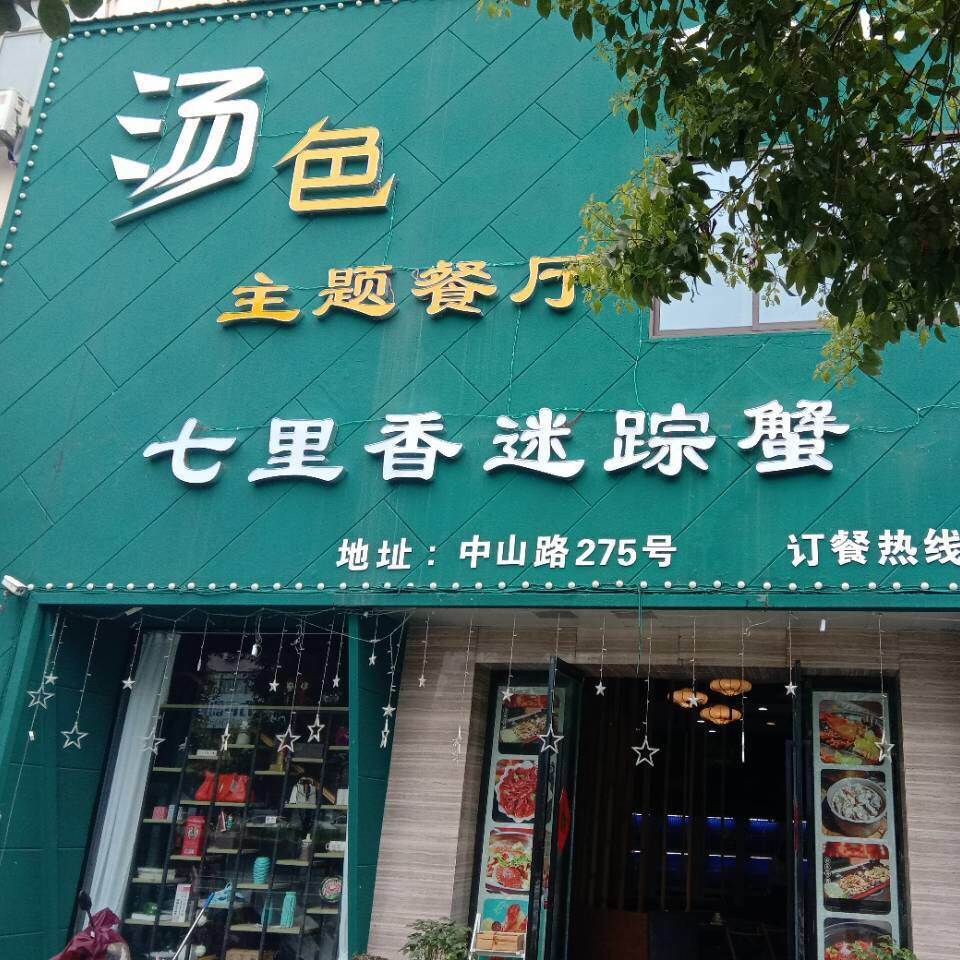 汤色
主题餐厅
七里香迷踪蟹
地址：中山路275号 订餐热线